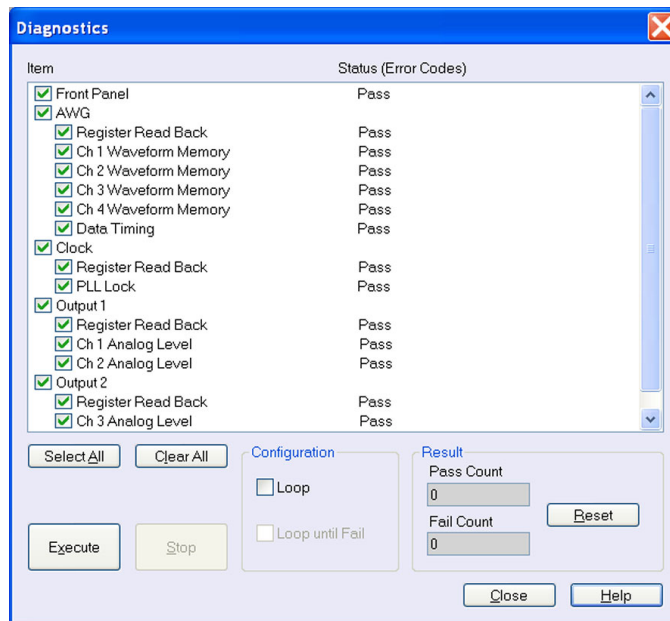 Diagnostics
Item Status (Error Codes)
Front Panel Pass
AWG
Register Read Back Pass
Ch 1 Waveform Memory Pass
Ch 2 Waveform Memory Pass
Ch 3 Waveform Memory Pass
Ch 4 Waveform Memory Pass
Data Timing Pass
Clock
Register Read Back Pass
PLL Lock Pass
Output 1
Register Read Back Pass
Ch 1 Analog Level Pass
Ch 2 Analog Level Pass
Output 2
Register Read Back Pass
Ch 3 Analog Level Pass
Select All Clear All
Configuration
Loop
Loop until Fail
Result
Pass Count
0
Fail Count
0
Reset
Execute Stop
Close Help